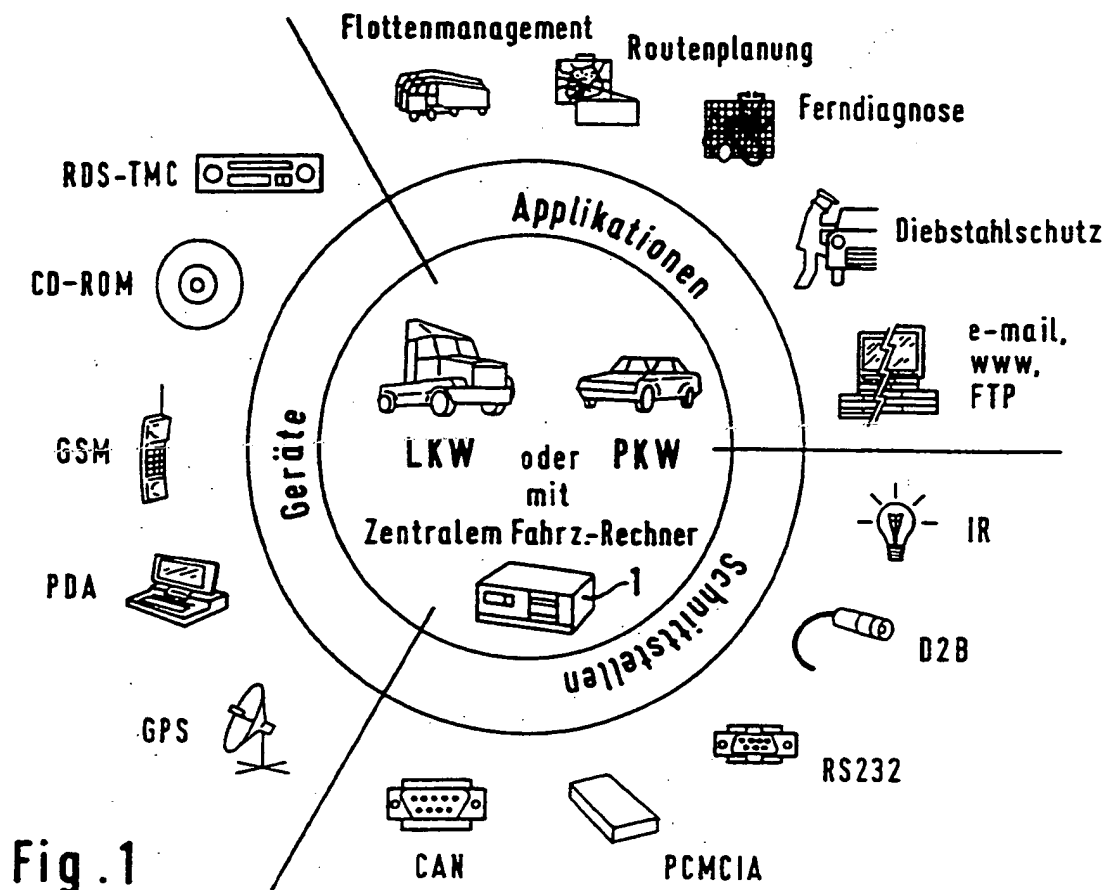 Flottenmanagement
Routenplanung
Ferndiagnose
RDS-TMC
Applikationen
Diebstahlschutz
CD-ROM
e-mail,
www,
FTP
GSM
Geräte
LKW oder PKW
mit
Zentralem Fahrz.-Rechner
IR
PDA
1
Schnittstellen
D2B
GPS
RS232
CAN
PCMCIA
Fig.1